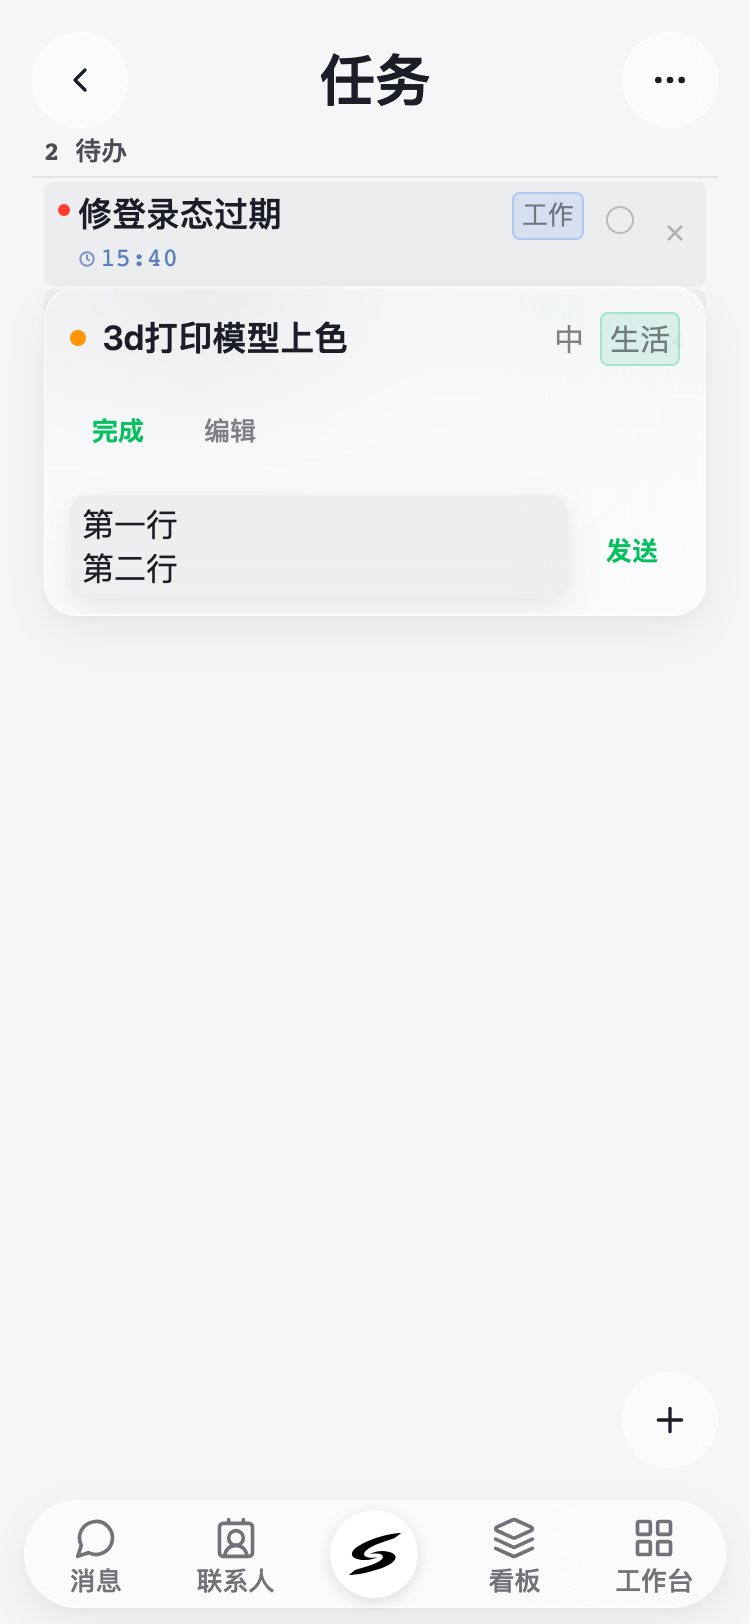 任务
2 待办
修登录态过期 工作
15:40
3d打印模型上色 中 生活
完成 编辑
第一行
第二行
发送
消息 联系人 看板 工作台